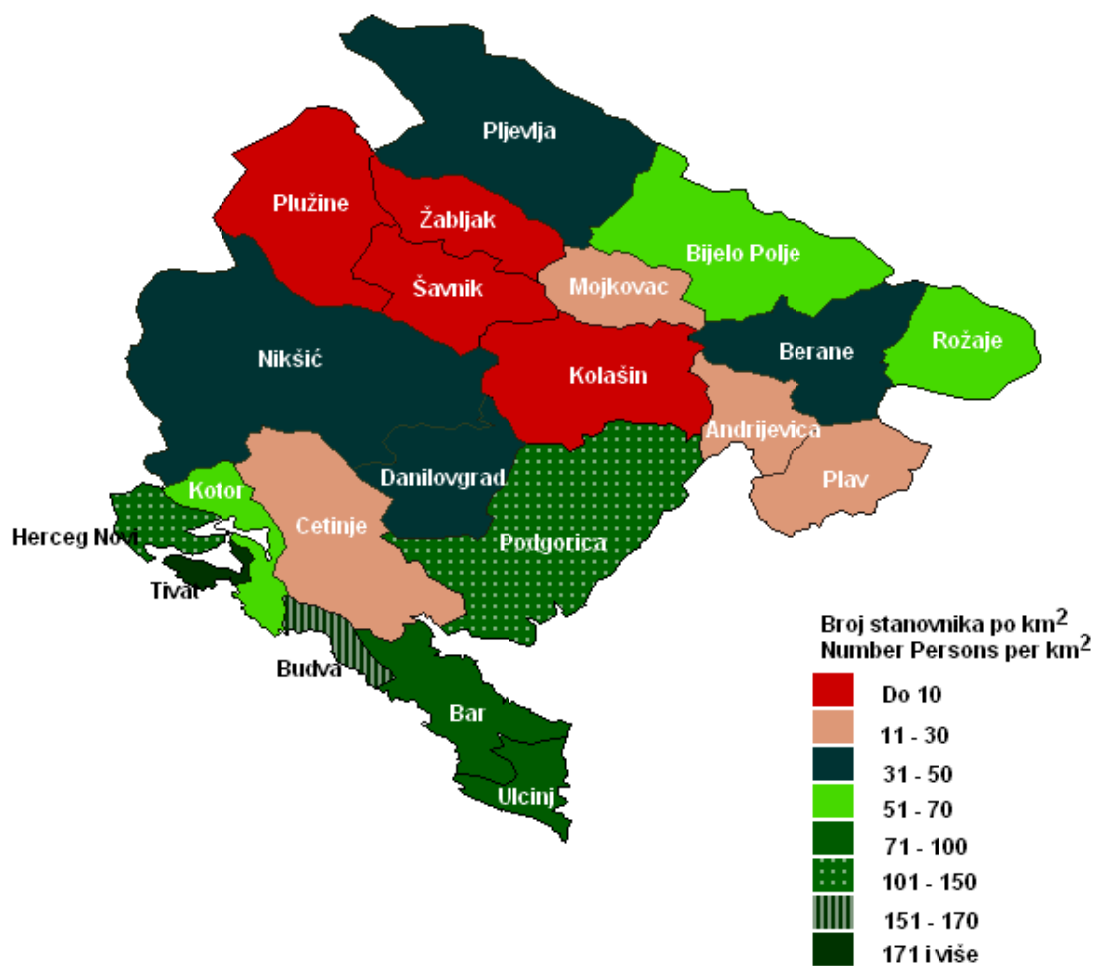 Pljevlja
Plužine
Žabljak
Bijelo Polje
Šavnik
Mojkovac
Rožaje
Nikšić
Berane
Kolašin
Andrijevica
Danilovgrad
Plav
Kotor
Cetinje
Herceg Novi
Podgorica
Tivat
Budva
Bar
Ulcinj
Broj stanovnika po km²
Number Persons per km²
Do 10
11 - 30
31 - 50
51 - 70
71 - 100
101 - 150
151 - 170
171 i više